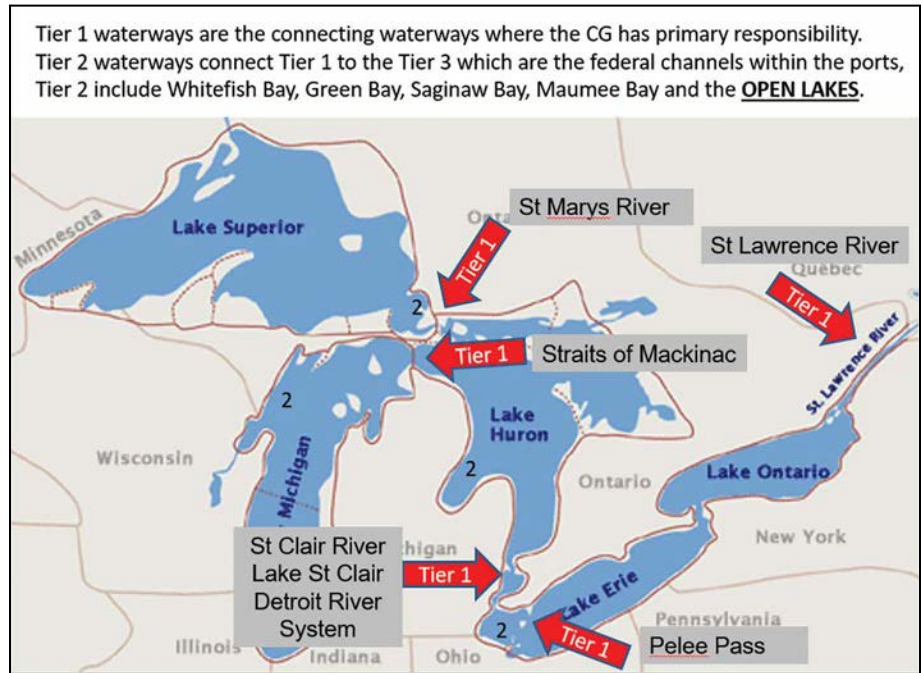 Tier 1 waterways are the connecting waterways where the CG has primary responsibility.
Tier 2 waterways connect Tier 1 to the Tier 3 which are the federal channels within the ports,
Tier 2 include Whitefish Bay, Green Bay, Saginaw Bay, Maumee Bay and the OPEN LAKES.
St Marys River
Tier 1
St Lawrence River
Québec
Tier 1
St. Lawrence River
Minnesota
Lake Superior
2
Tier 1
Straits of Mackinac
2
Lake
Huron
2
Wisconsin
Michigan
Ontario
Lake Ontario
New York
St Clair River
Lake St Clair
Detroit River
System
Tier 1
Lake Erie
2
Tier 1
Pelee Pass
Pennsylvania
Illinois
Indiana
Ohio